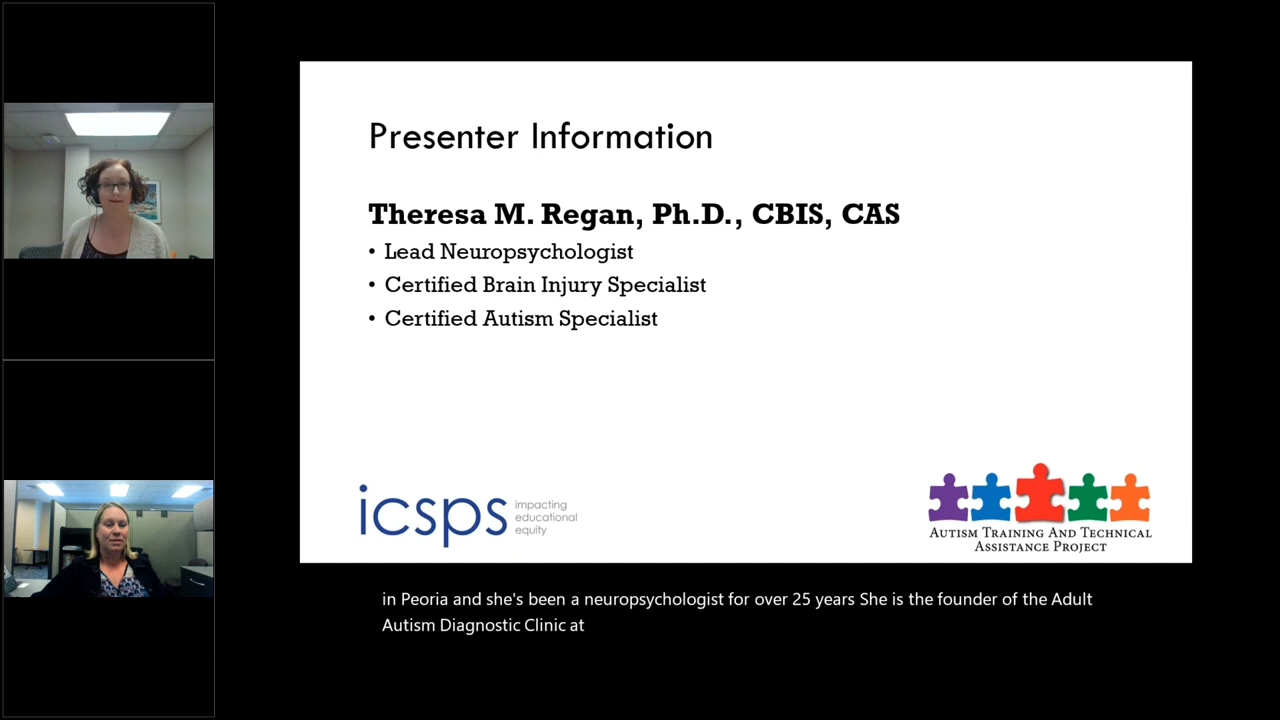 Presenter Information
Theresa M. Regan, Ph.D., CBIS, CAS
• Lead Neuropsychologist
• Certified Brain Injury Specialist
• Certified Autism Specialist
icsps
impacting
educational
equity
AUTISM TRAINING AND TECHNICAL
ASSISTANCE PROJECT
in Peoria and she's been a neuropsychologist for over 25 years She is the founder of the Adult
Autism Diagnostic Clinic at